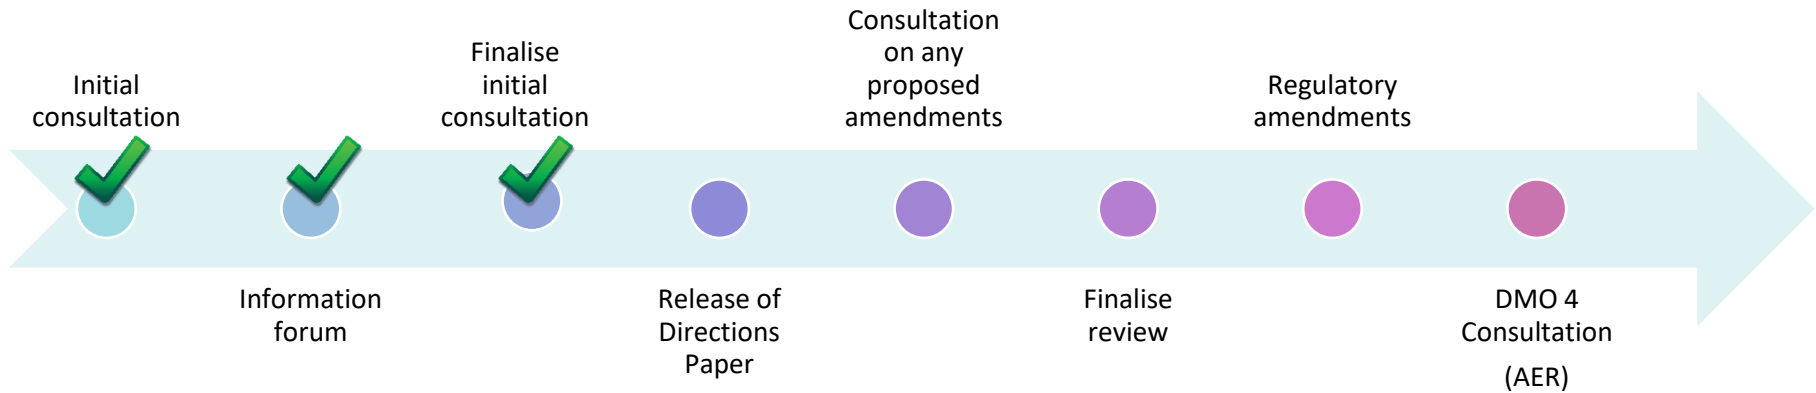 Initial
consultation
Information
forum
Finalise
initial
consultation
Release of
Directions
Paper
Consultation
on any
proposed
amendments
Finalise
review
Regulatory
amendments
DMO 4
Consultation
(AER)